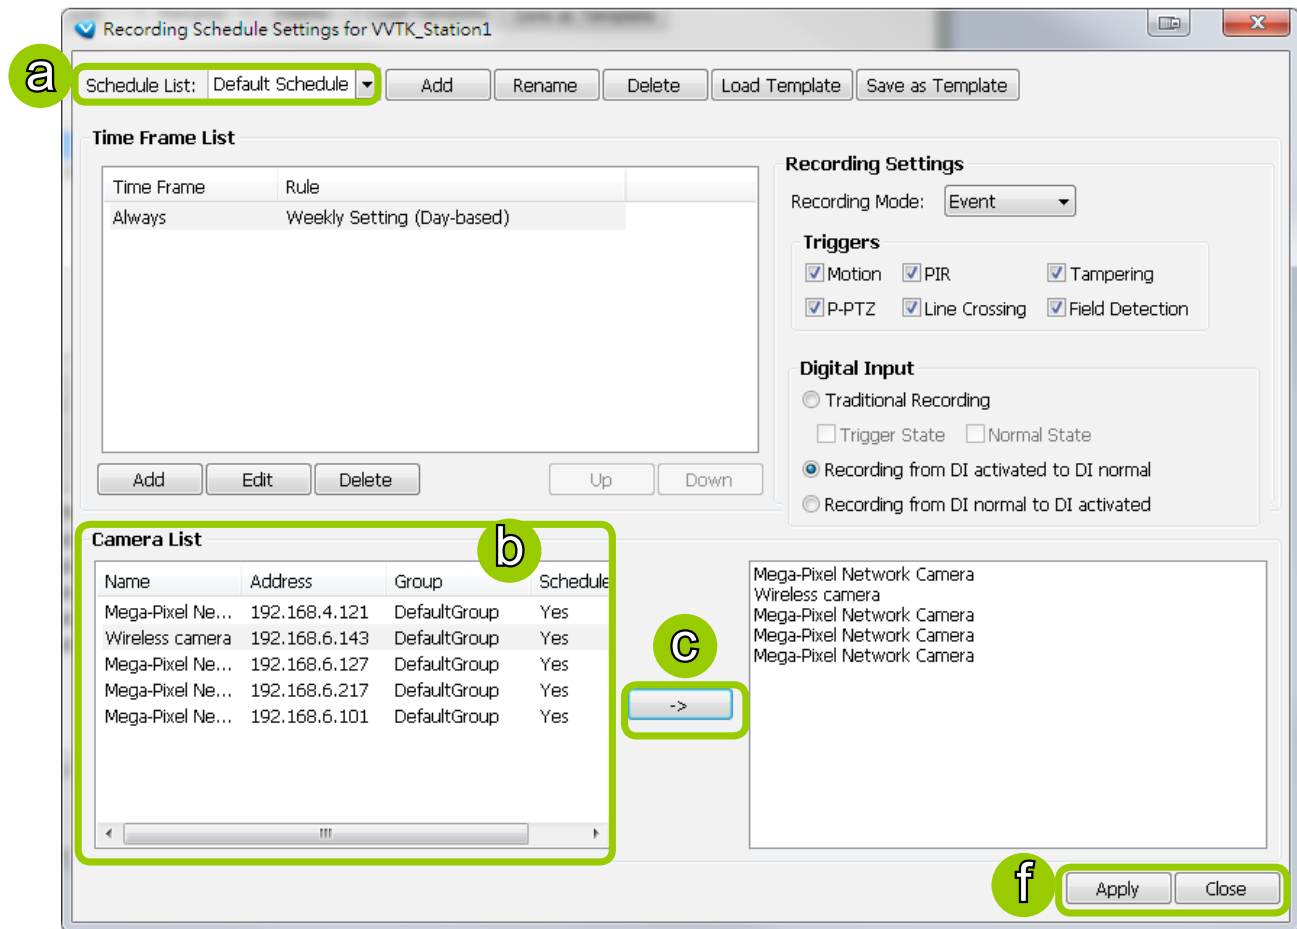 Recording Schedule Settings for VVTK_Station1
a
Schedule List: Default Schedule Add Rename Delete Load Template Save as Template
Time Frame List
Time Frame Rule
Always Weekly Setting (Day-based)
Add Edit Delete Up Down
Recording Settings
Recording Mode: Event
Triggers
Motion PIR Tampering
P-PTZ Line Crossing Field Detection
Digital Input
Traditional Recording
Trigger State Normal State
Recording from DI activated to DI normal
Recording from DI normal to DI activated
Camera List
b
Name Address Group Schedule
Mega-Pixel Ne... 192.168.4.121 DefaultGroup Yes
Wireless camera 192.168.6.143 DefaultGroup Yes
Mega-Pixel Ne... 192.168.6.127 DefaultGroup Yes
Mega-Pixel Ne... 192.168.6.217 DefaultGroup Yes
Mega-Pixel Ne... 192.168.6.101 DefaultGroup Yes
c
->
Mega-Pixel Network Camera
Wireless camera
Mega-Pixel Network Camera
Mega-Pixel Network Camera
Mega-Pixel Network Camera
f
Apply Close